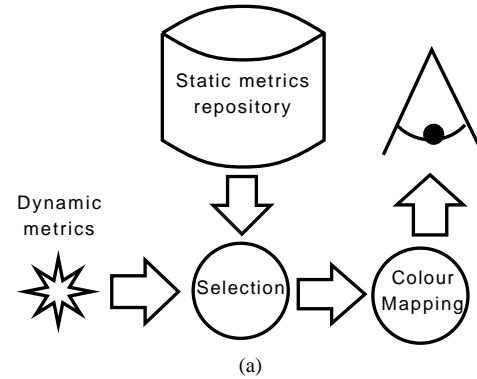 Static metrics
repository
Dynamic
metrics
Selection
Colour
Mapping
(a)